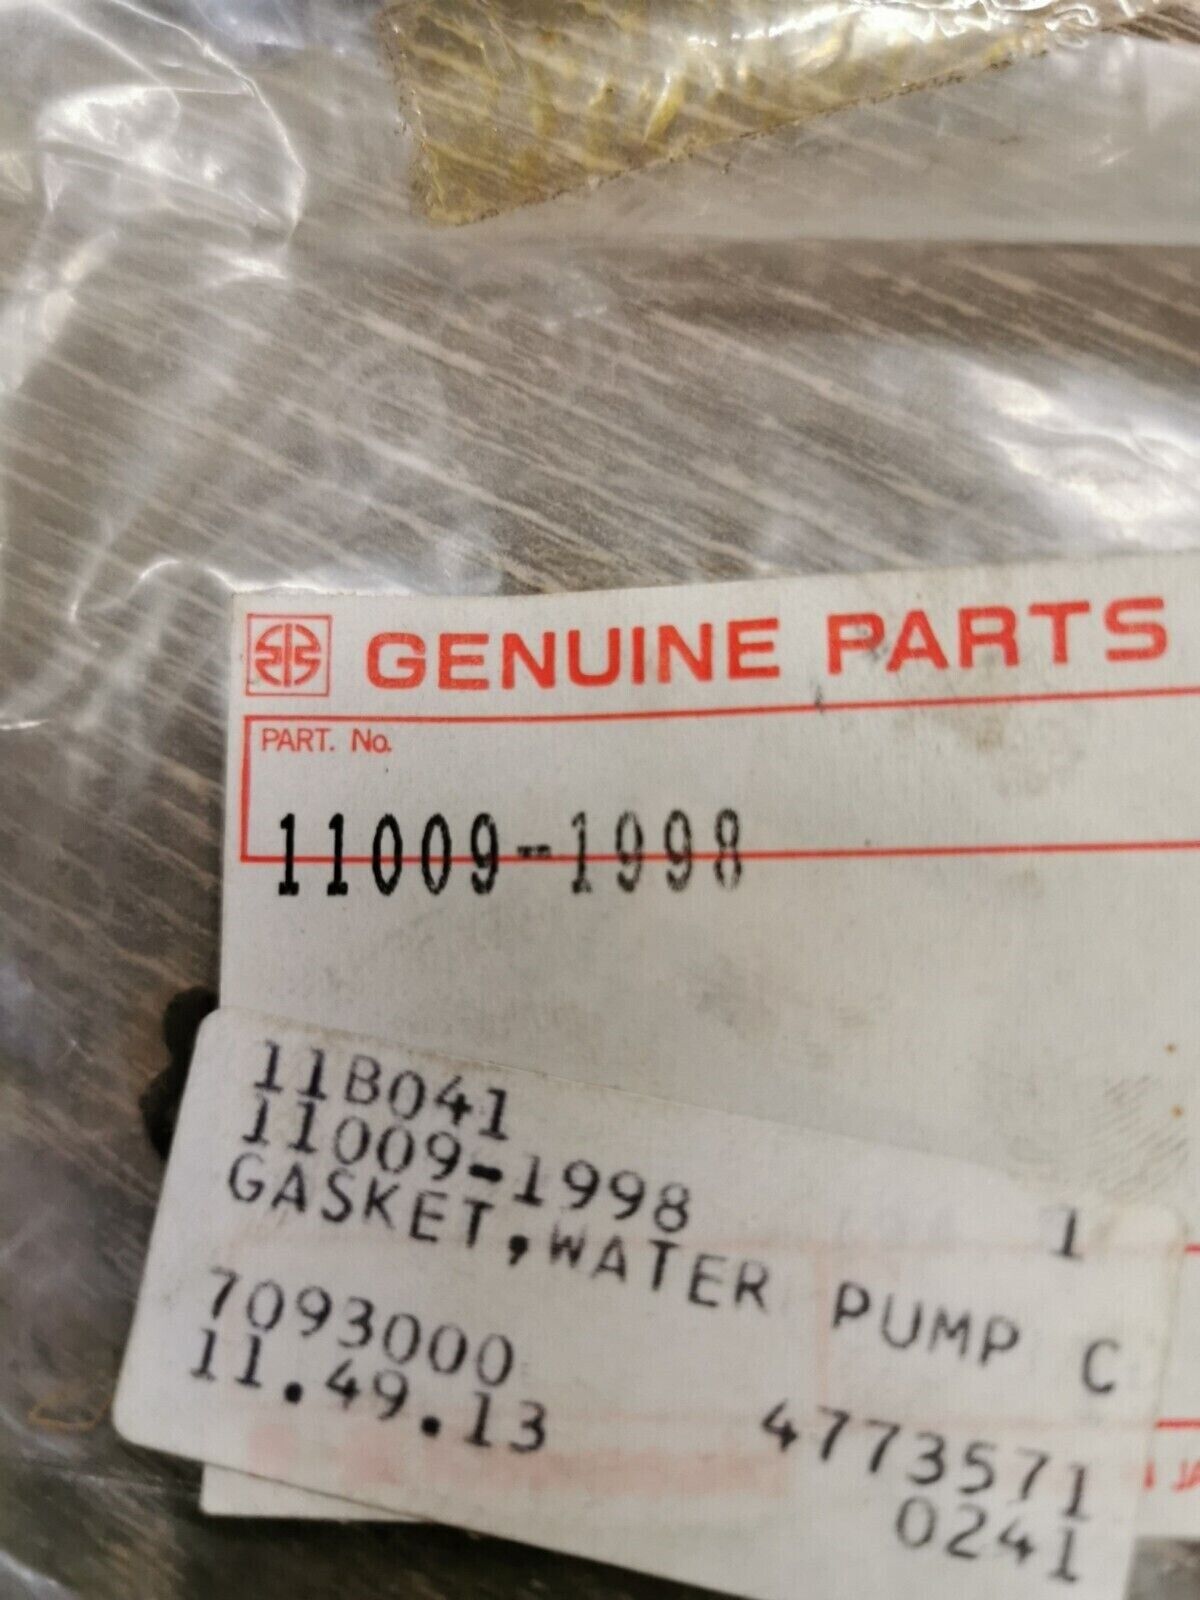 GENUINE PARTS
PART. No.
11009-1998
11B041
11009-1998 1
GASKET, WATER PUMP C
7093000
11.49.13 4773571
0241